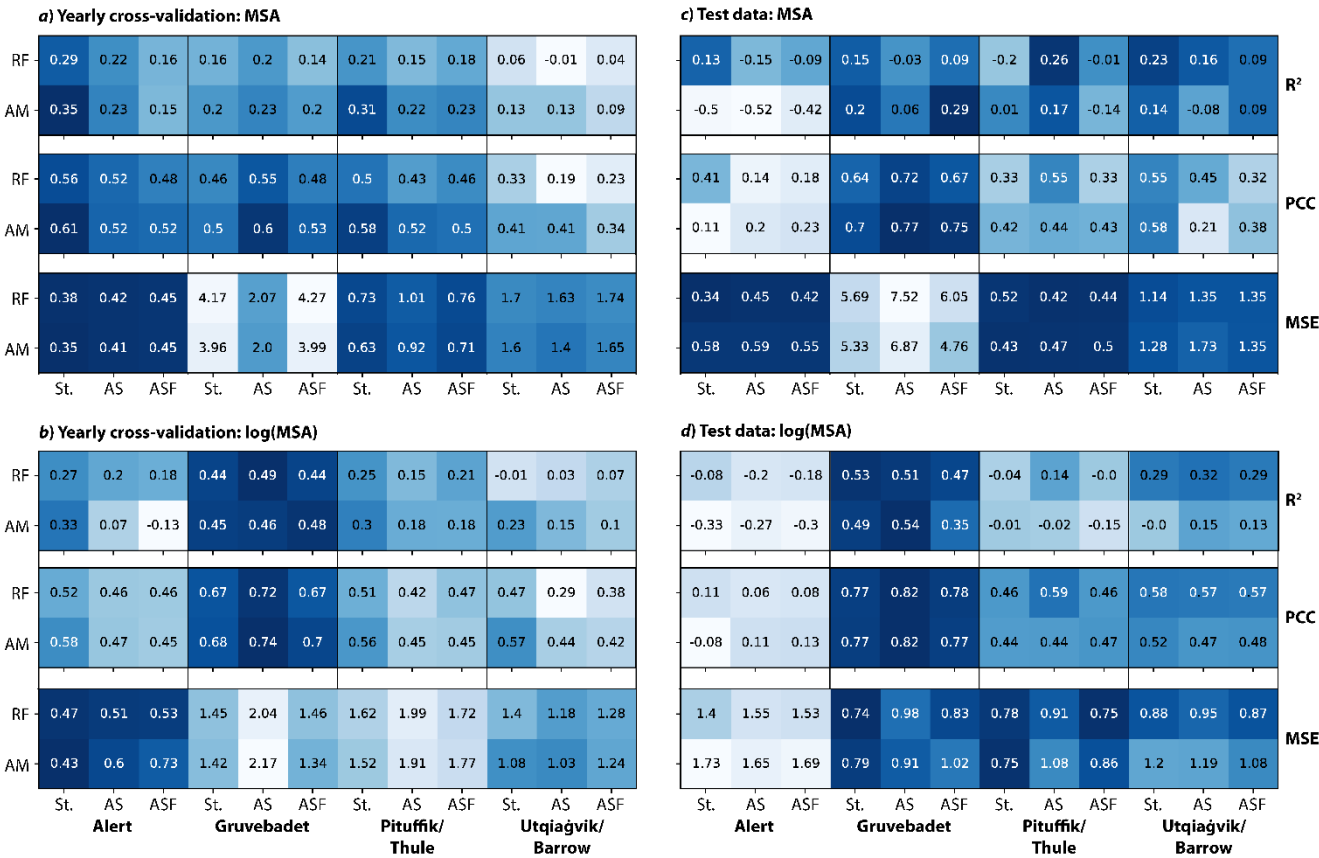 a) Yearly cross-validation: MSA
RF 0.29 0.22 0.16 0.16 0.2 0.14 0.21 0.15 0.18 0.06 -0.01 0.04
AM 0.35 0.23 0.15 0.2 0.23 0.2 0.31 0.22 0.23 0.13 0.13 0.09
RF 0.56 0.52 0.48 0.46 0.55 0.48 0.5 0.43 0.46 0.33 0.19 0.23
AM 0.61 0.52 0.52 0.5 0.6 0.53 0.58 0.52 0.5 0.41 0.41 0.34
RF 0.38 0.42 0.45 4.17 2.07 4.27 0.73 1.01 0.76 1.7 1.63 1.74
AM 0.35 0.41 0.45 3.96 2.0 3.99 0.63 0.92 0.71 1.6 1.4 1.65
St. AS ASF St. AS ASF St. AS ASF St. AS ASF
c) Test data: MSA
0.13 -0.15 -0.09 0.15 -0.03 0.09 -0.2 0.26 -0.01 0.23 0.16 0.09
R²
-0.5 -0.52 -0.42 0.2 0.06 0.29 0.01 0.17 -0.14 0.14 -0.08 0.09
0.41 0.14 0.18 0.64 0.72 0.67 0.33 0.55 0.33 0.55 0.45 0.32
PCC
0.11 0.2 0.23 0.7 0.77 0.75 0.42 0.44 0.43 0.58 0.21 0.38
0.34 0.45 0.42 5.69 7.52 6.05 0.52 0.42 0.44 1.14 1.35 1.35
MSE
0.58 0.59 0.55 5.33 6.87 4.76 0.43 0.47 0.5 1.28 1.73 1.35
St. AS ASF St. AS ASF St. AS ASF St. AS ASF
b) Yearly cross-validation: log(MSA)
RF 0.27 0.2 0.18 0.44 0.49 0.44 0.25 0.15 0.21 -0.01 0.03 0.07
AM 0.33 0.07 -0.13 0.45 0.46 0.48 0.3 0.18 0.18 0.23 0.15 0.1
RF 0.52 0.46 0.46 0.67 0.72 0.67 0.51 0.42 0.47 0.47 0.29 0.38
AM 0.58 0.47 0.45 0.68 0.74 0.7 0.56 0.45 0.45 0.57 0.44 0.42
RF 0.47 0.51 0.53 1.45 2.04 1.46 1.62 1.99 1.72 1.4 1.18 1.28
AM 0.43 0.6 0.73 1.42 2.17 1.34 1.52 1.91 1.77 1.08 1.03 1.24
St. AS ASF St. AS ASF St. AS ASF St. AS ASF
Alert Gruvebadet Pituffik/ Utqiaġvik/
Thule Barrow
d) Test data: log(MSA)
-0.08 -0.2 -0.18 0.53 0.51 0.47 -0.04 0.14 -0.0 0.29 0.32 0.29
R²
-0.33 -0.27 -0.3 0.49 0.54 0.35 -0.01 -0.02 -0.15 -0.0 0.15 0.13
0.11 0.06 0.08 0.77 0.82 0.78 0.46 0.59 0.46 0.58 0.57 0.57
PCC
-0.08 0.11 0.13 0.77 0.82 0.77 0.44 0.44 0.47 0.52 0.47 0.48
1.4 1.55 1.53 0.74 0.98 0.83 0.78 0.91 0.75 0.88 0.95 0.87
MSE
1.73 1.65 1.69 0.79 0.91 1.02 0.75 1.08 0.86 1.2 1.19 1.08
St. AS ASF St. AS ASF St. AS ASF St. AS ASF
Alert Gruvebadet Pituffik/ Utqiaġvik/
Thule Barrow